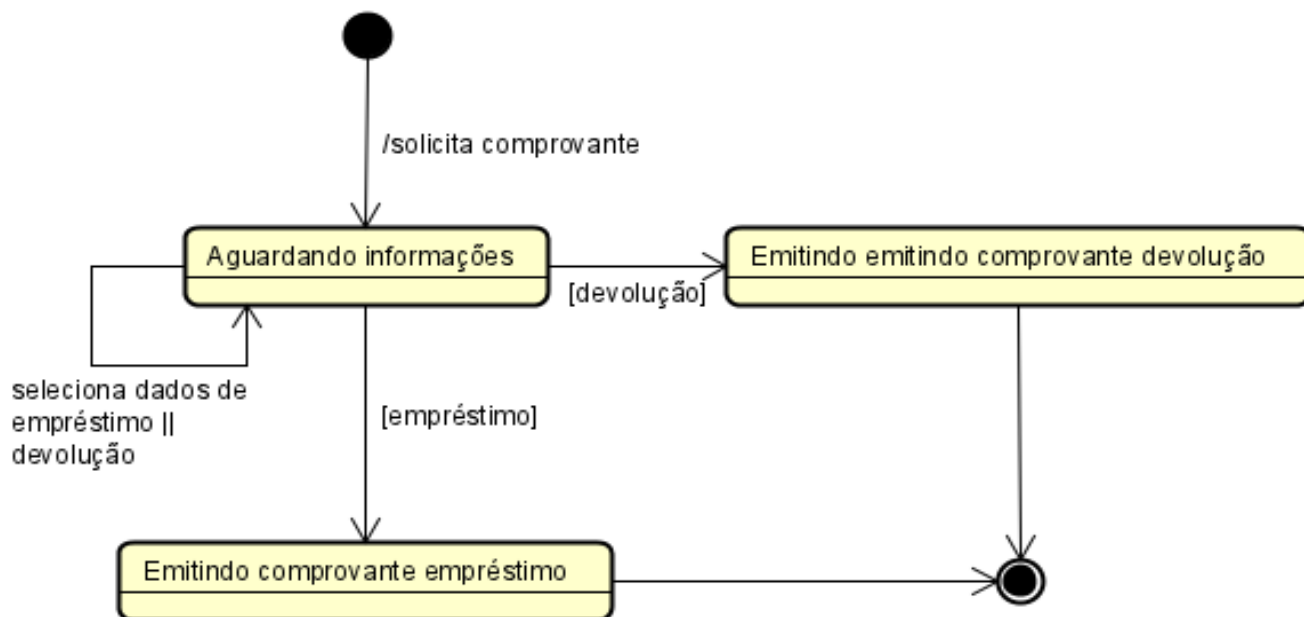 /solicita comprovante
Aguardando informações
Emitindo emitindo comprovante devolução
[devolução]
seleciona dados de
empréstimo ||
devolução
[empréstimo]
Emitindo comprovante empréstimo